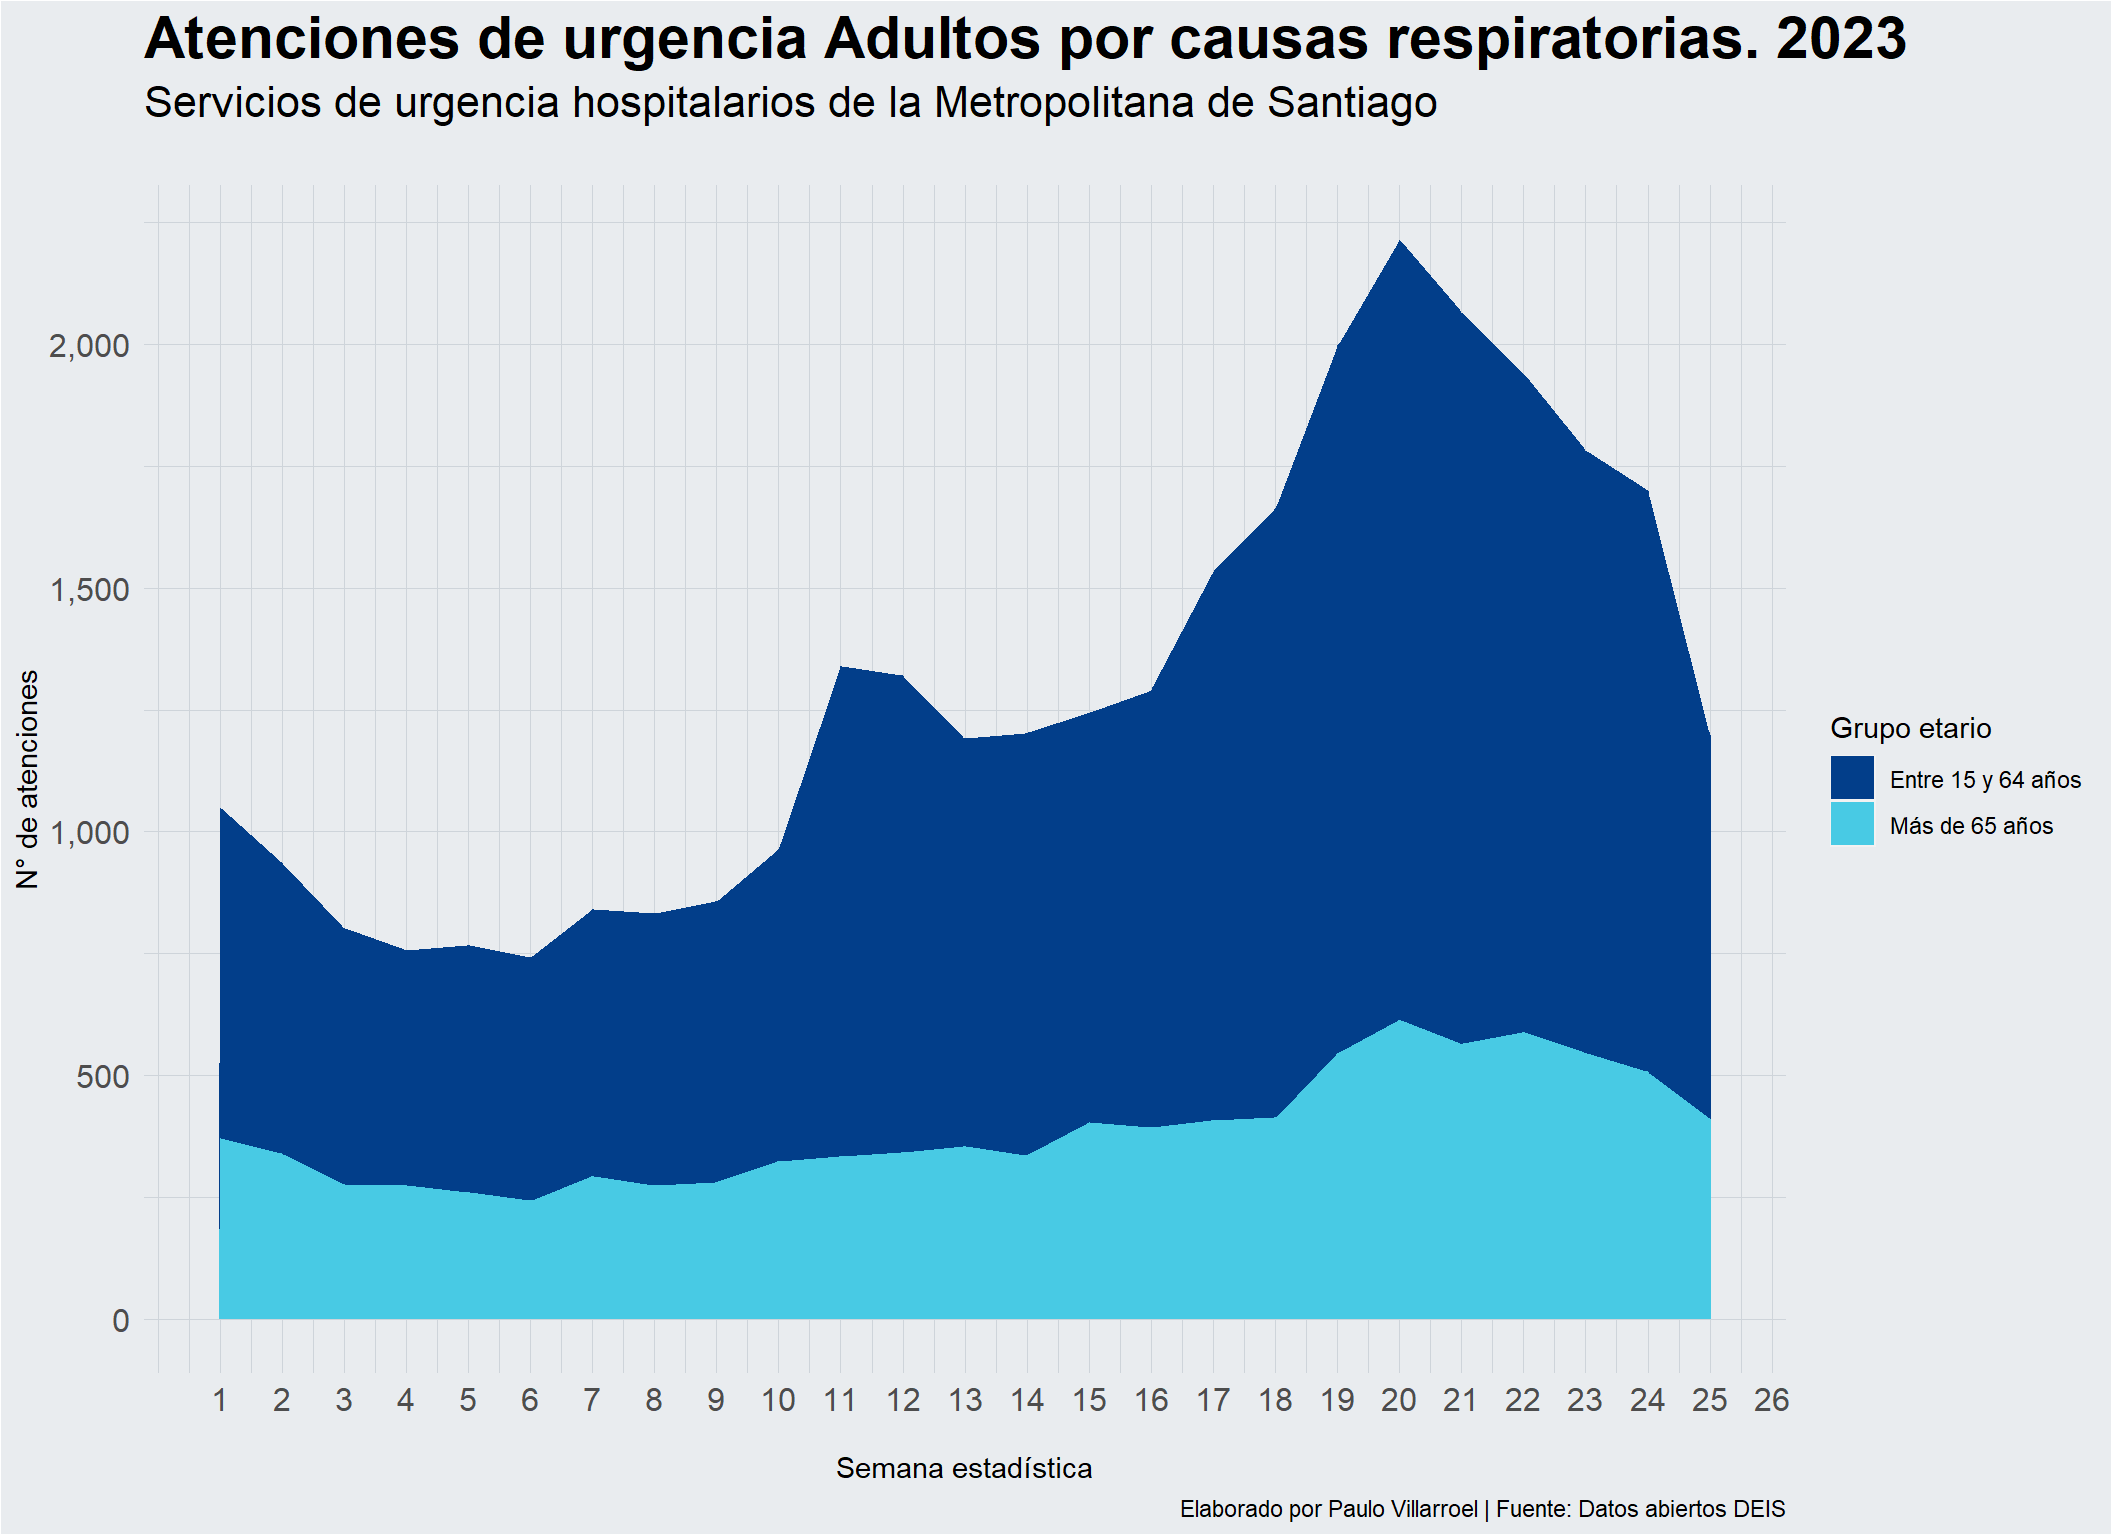 Atenciones de urgencia Adultos por causas respiratorias. 2023
Servicios de urgencia hospitalarios de la Metropolitana de Santiago
N° de atenciones
2,000
1,500
1,000
500
0
1 2 3 4 5 6 7 8 9 10 11 12 13 14 15 16 17 18 19 20 21 22 23 24 25 26
Semana estadística
Grupo etario
Entre 15 y 64 años
Más de 65 años
Elaborado por Paulo Villarroel | Fuente: Datos abiertos DEIS